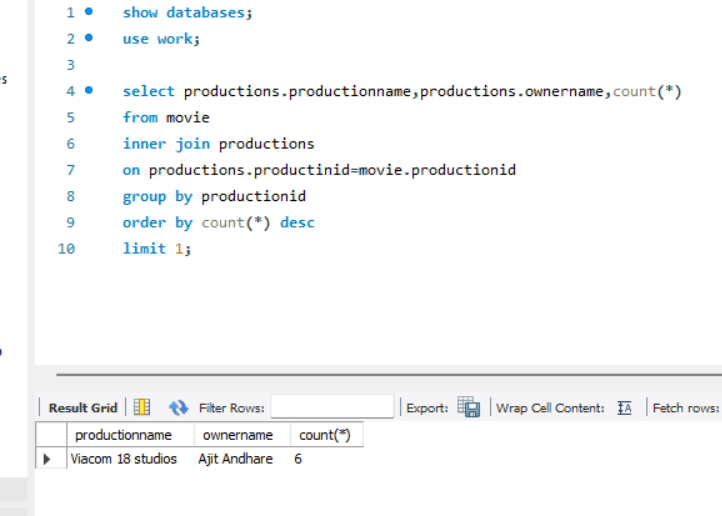 1 show databases;
2 use work;
3
es
4 select productions.productionname,productions.ownername,count(*)
5 from movie
6 inner join productions
7 on productions.productinid=movie.productionid
8 group by productionid
9 order by count(*) desc
10 limit 1;
Result Grid Filter Rows: Export: Wrap Cell Content: Fetch rows:
productionname ownername count(*)
Viacom 18 studios Ajit Andhare 6